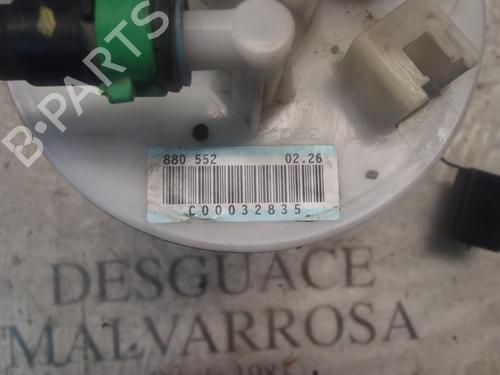 B-PARTS
880 552 02.26
C00032835
DESGUACE
MALVARROSA